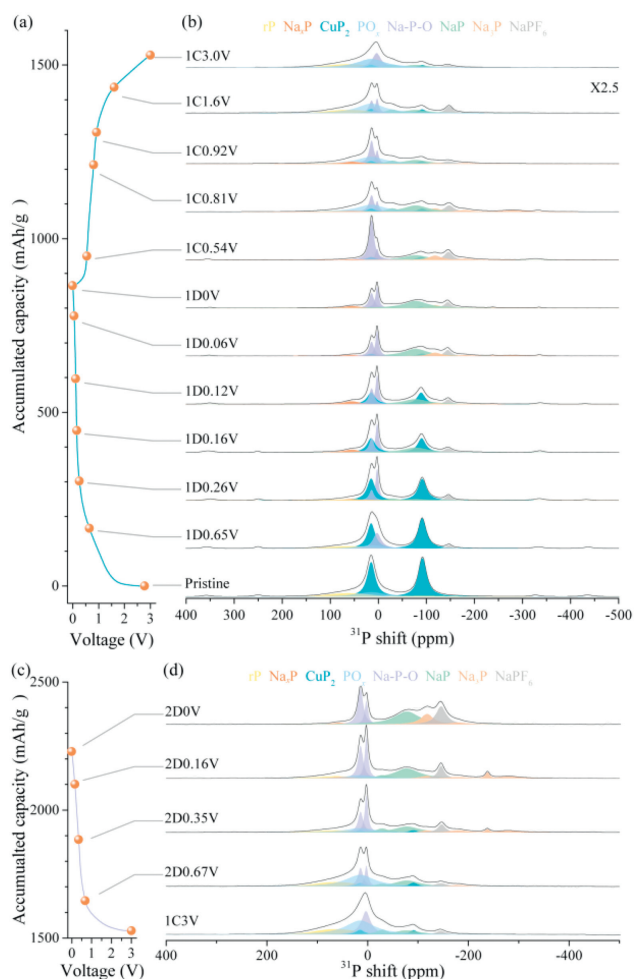 (a)
(b)
rP Na₃P CuP₂ POₓ Na-P-O NaP Na₃P NaPF₆
X2.5
1C3.0V
1C1.6V
1C0.92V
1C0.81V
1C0.54V
1D0V
1D0.06V
1D0.12V
1D0.16V
1D0.26V
1D0.65V
Pristine
Accumulated capacity (mAh/g)
1500
1000
500
0
0 1 2 3
Voltage (V)
400 300 200 100 0 -100 -200 -300 -400 -500
³¹P shift (ppm)
(c)
(d)
rP Na₃P CuP₂ POₓ Na-P-O NaP Na₃P NaPF₆
2D0V
2D0.16V
2D0.35V
2D0.67V
1C3V
Accumualted capacity (mAh/g)
2500
2000
1500
0 1 2 3
Voltage (V)
400 200 0 -200 -400
³¹P shift (ppm)